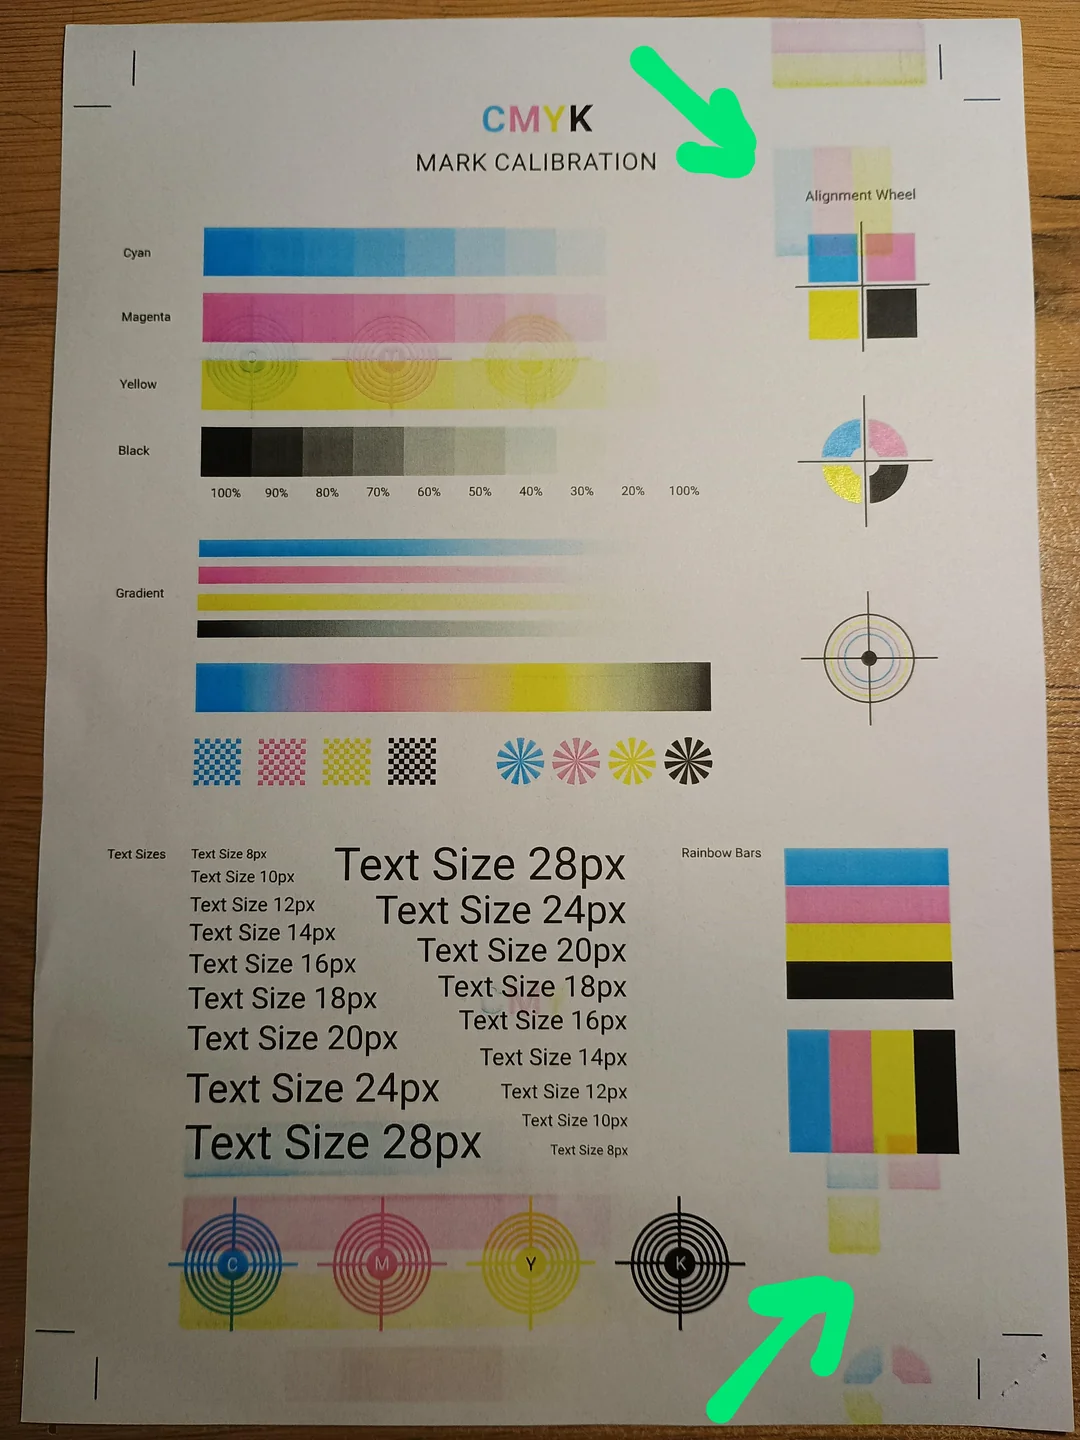 CMYK
MARK CALIBRATION
Alignment Wheel
Cyan
Magenta
Yellow
Black
100% 90% 80% 70% 60% 50% 40% 30% 20% 100%
Gradient
Text Sizes
Text Size 8px
Text Size 10px
Text Size 12px
Text Size 14px
Text Size 16px
Text Size 18px
Text Size 20px
Text Size 24px
Text Size 28px
Text Size 28px
Text Size 24px
Text Size 20px
Text Size 18px
Text Size 16px
Text Size 14px
Text Size 12px
Text Size 10px
Text Size 8px
Rainbow Bars
CMY
C M Y K